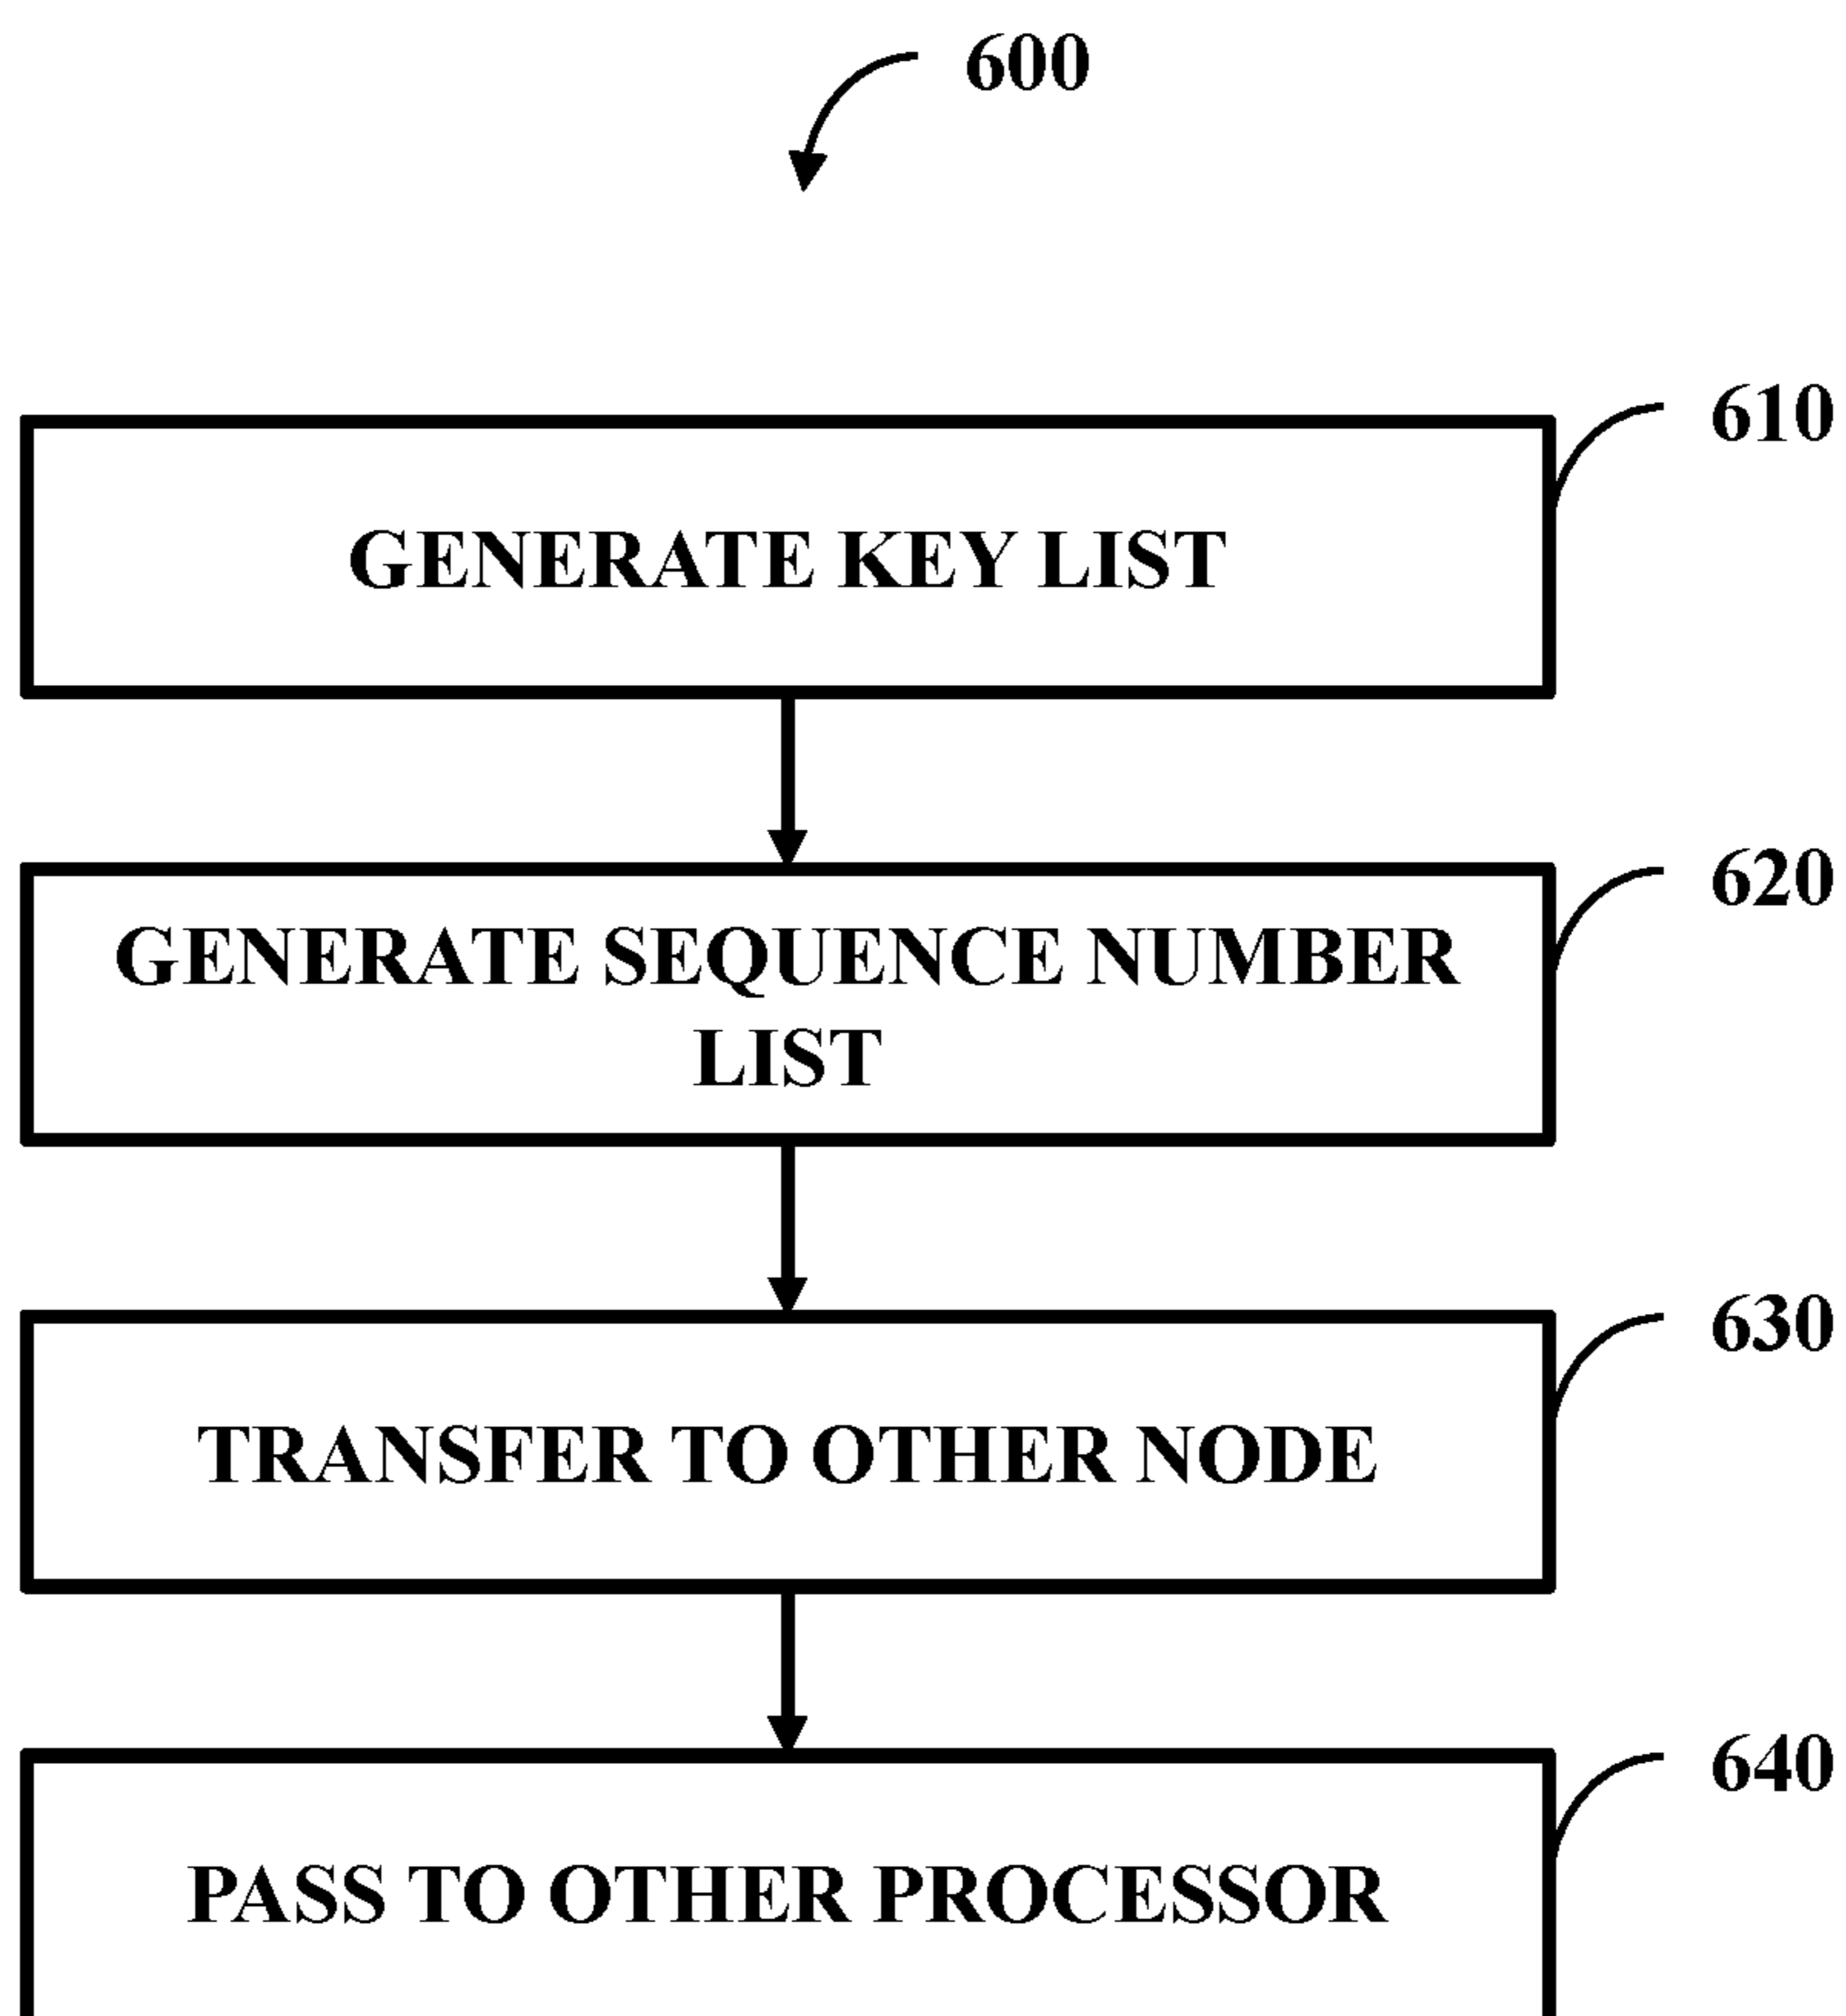 600
610
GENERATE KEY LIST
620
GENERATE SEQUENCE NUMBER
LIST
630
TRANSFER TO OTHER NODE
640
PASS TO OTHER PROCESSOR